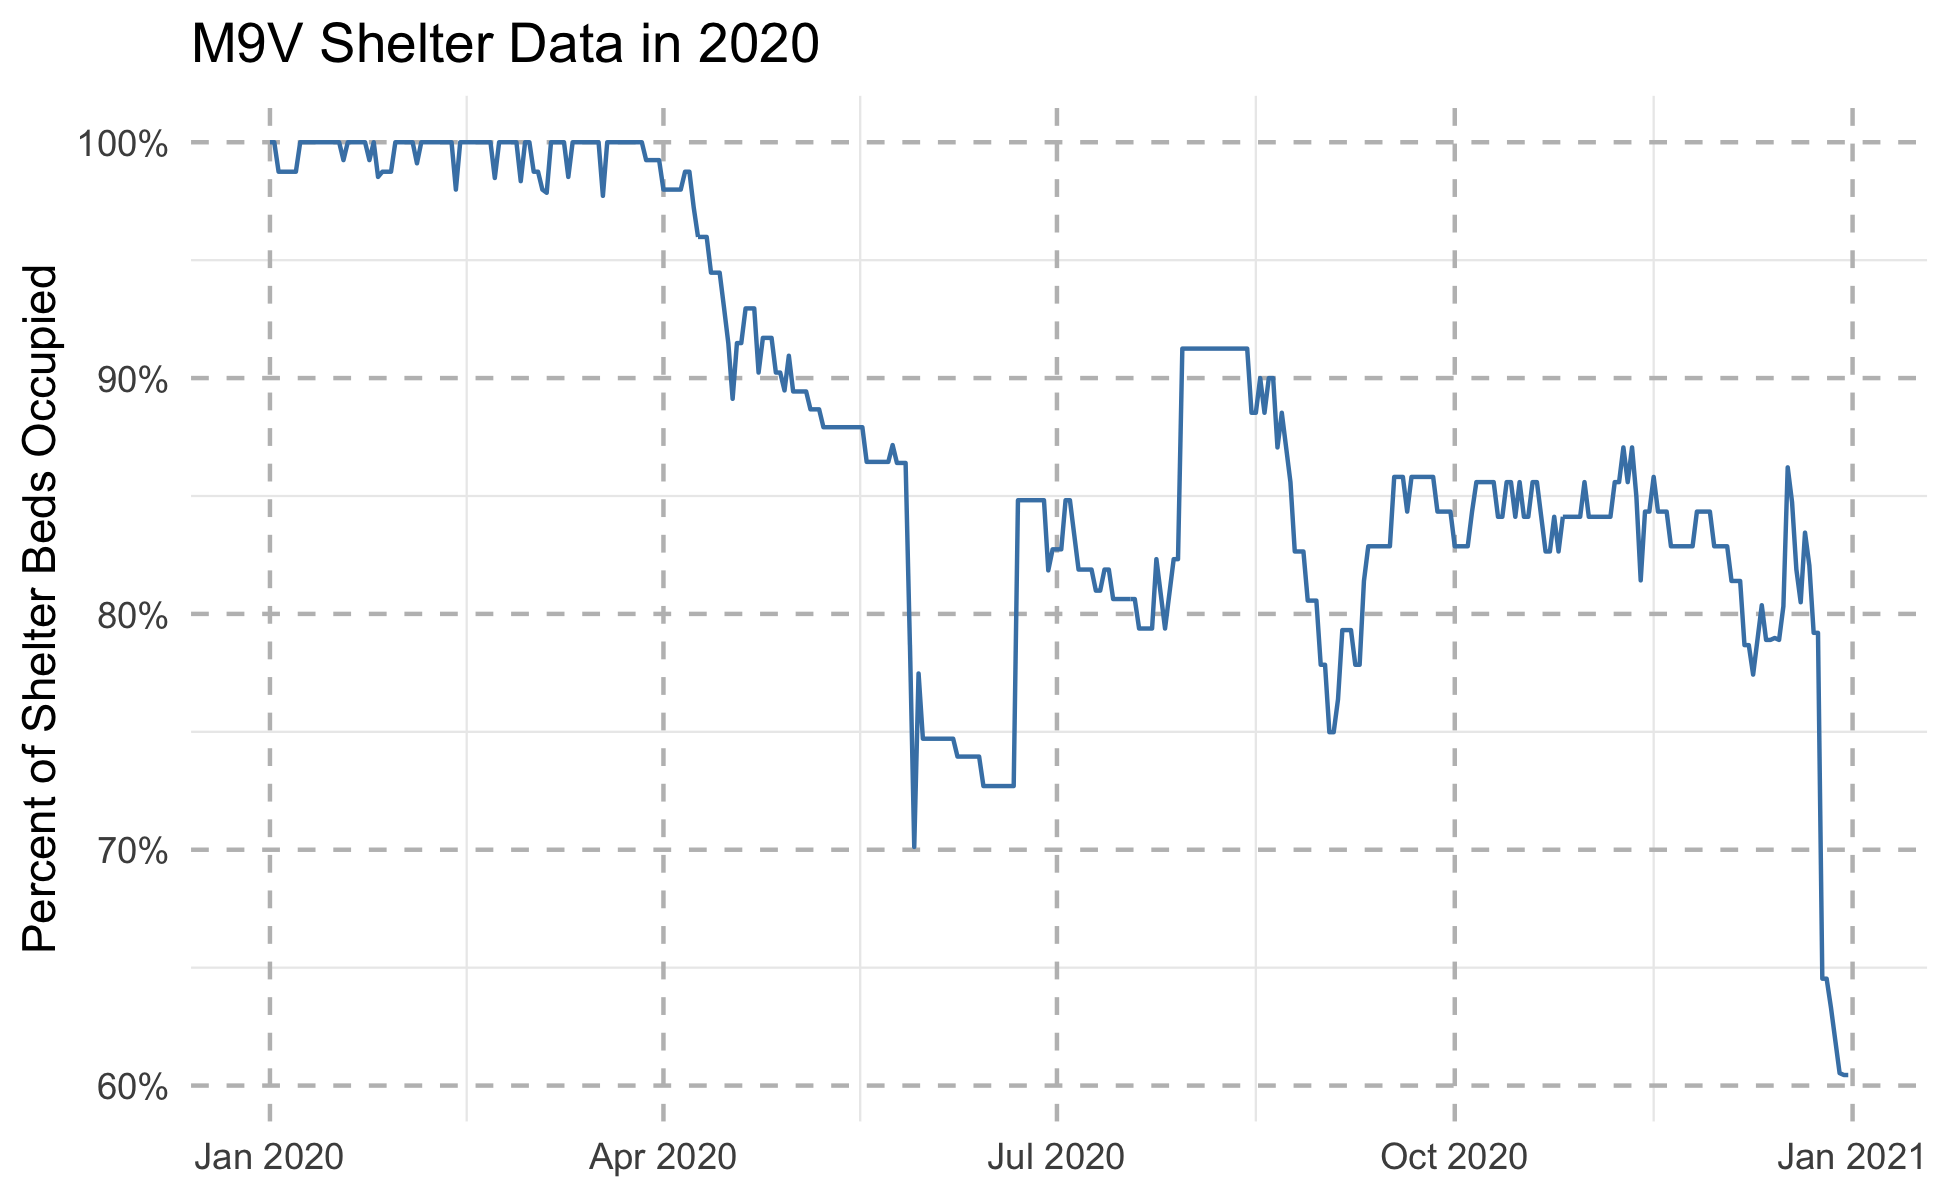 M9V Shelter Data in 2020
Percent of Shelter Beds Occupied
100%
90%
80%
70%
60%
Jan 2020
Apr 2020
Jul 2020
Oct 2020
Jan 2021